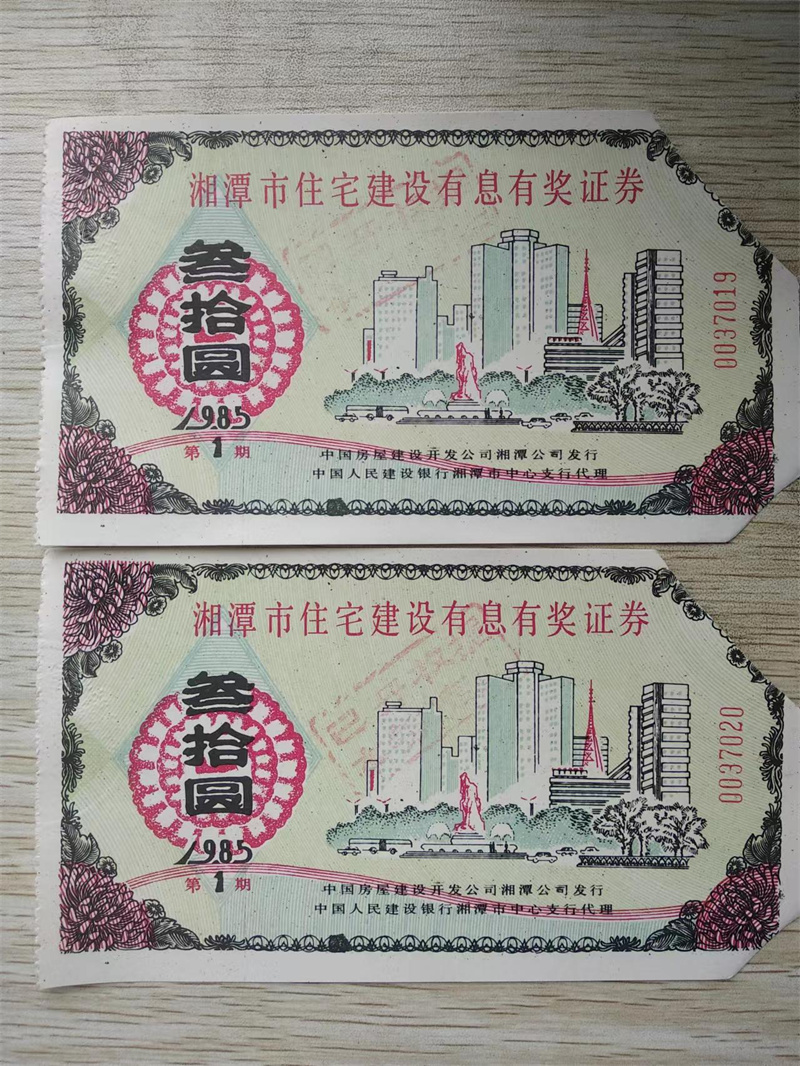 湘潭市住宅建设有息有奖证券
叁拾圆
1985
第1期
0037019
中国房屋建设开发公司湘潭公司发行
中国人民建设银行湘潭市中心支行代理
湘潭市住宅建设有息有奖证券
叁拾圆
1985
第1期
0037020
中国房屋建设开发公司湘潭公司发行
中国人民建设银行湘潭市中心支行代理